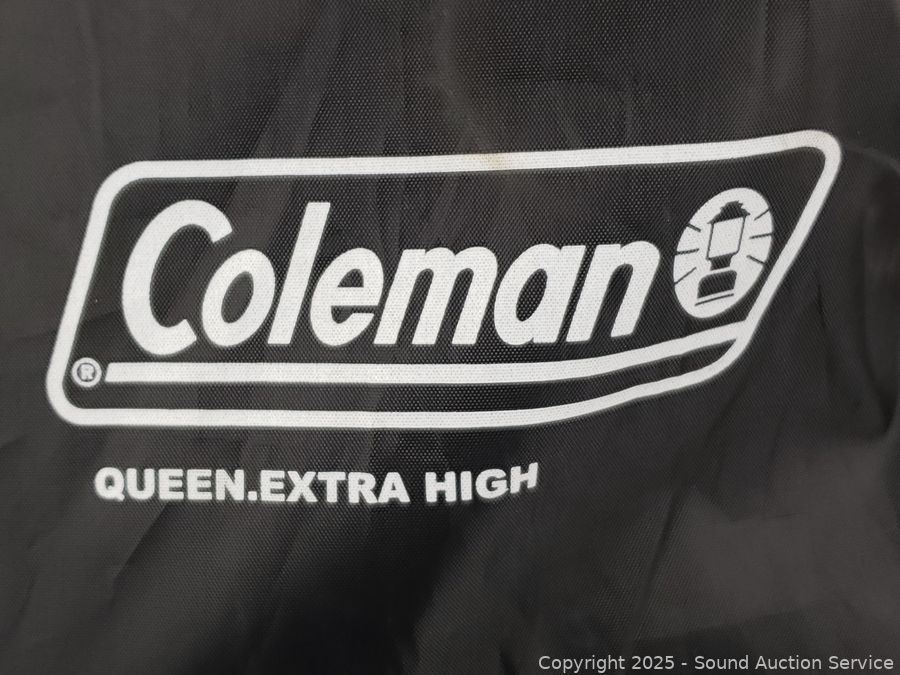 Coleman
®
QUEEN.EXTRA HIGH
Copyright 2025 - Sound Auction Service